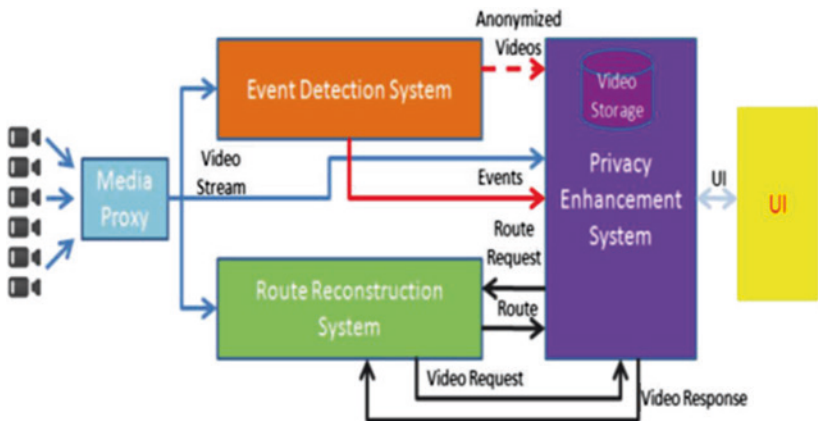 Anonymized
Videos
Event Detection System
Video
Storage
Media
Proxy
Video
Stream
Events
Privacy
Enhancement
System
UI
UI
Route
Request
Route Reconstruction
System
Route
Video Request
Video Response